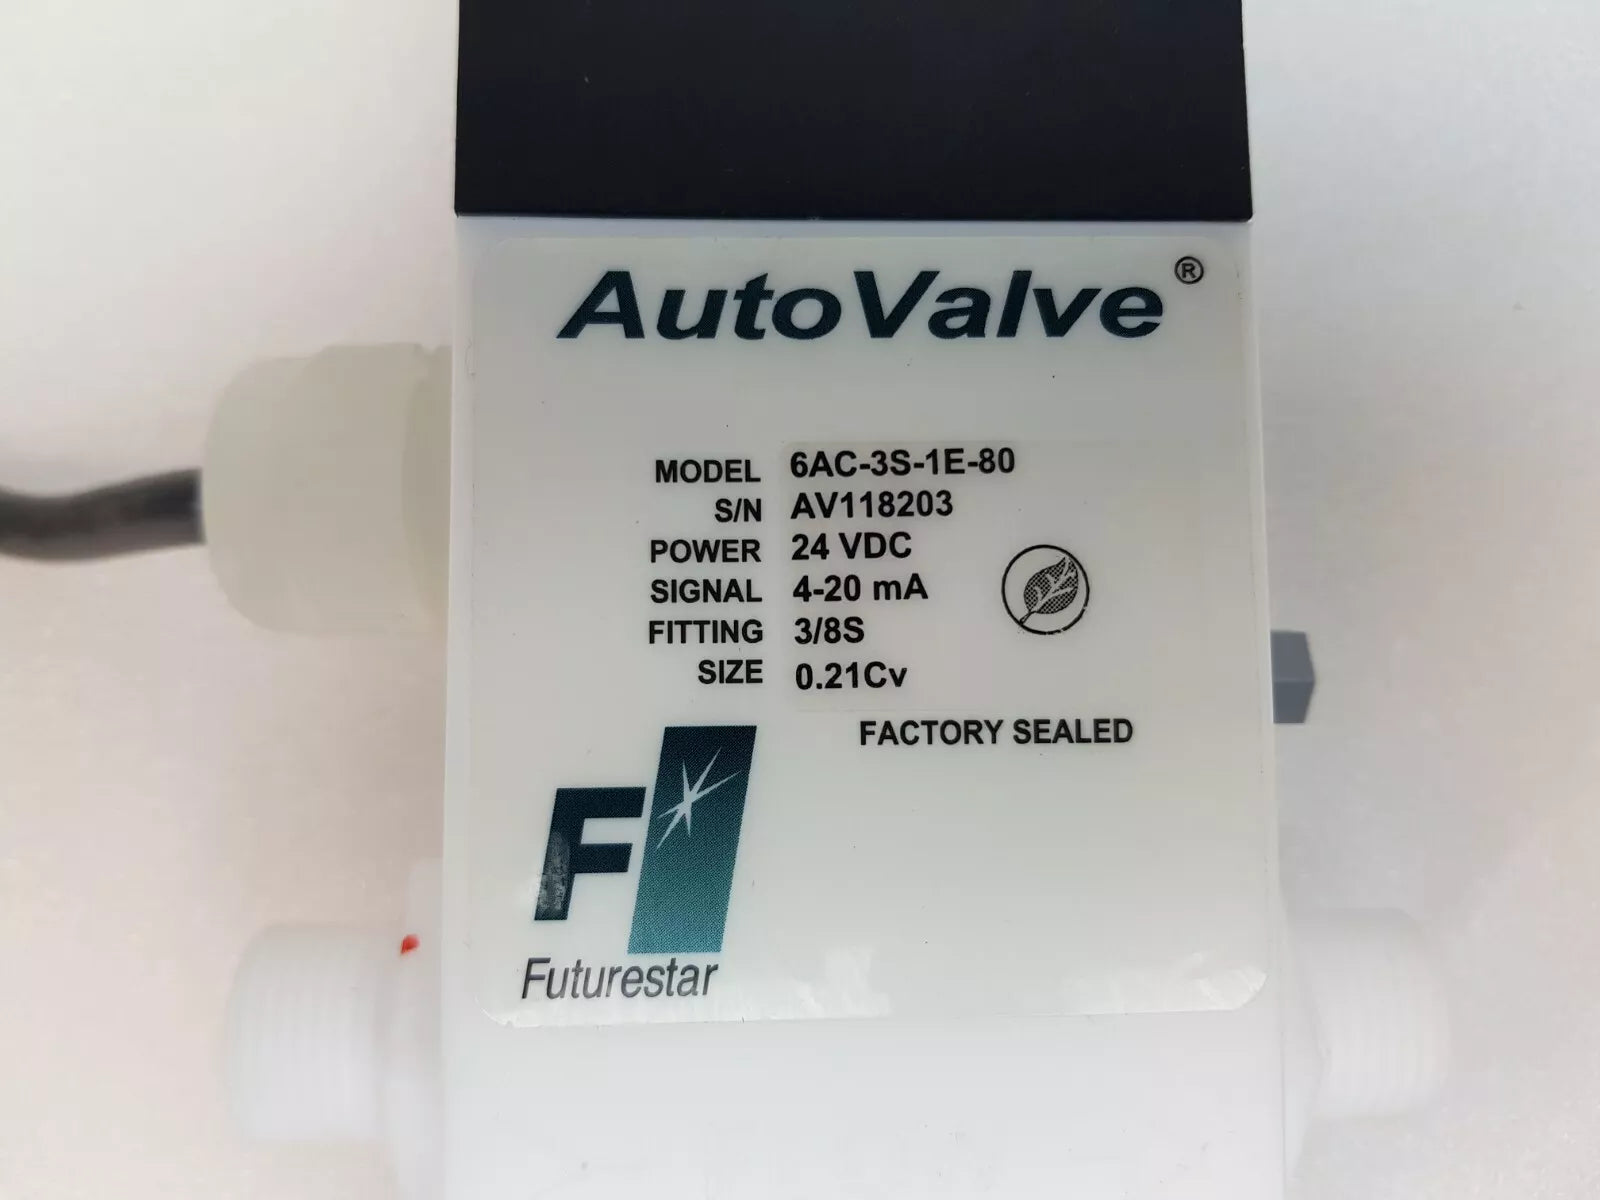 AutoValve®
MODEL 6AC-3S-1E-80
S/N AV118203
POWER 24 VDC
SIGNAL 4-20 mA
FITTING 3/8S
SIZE 0.21Cv
FACTORY SEALED
F
Futurestar